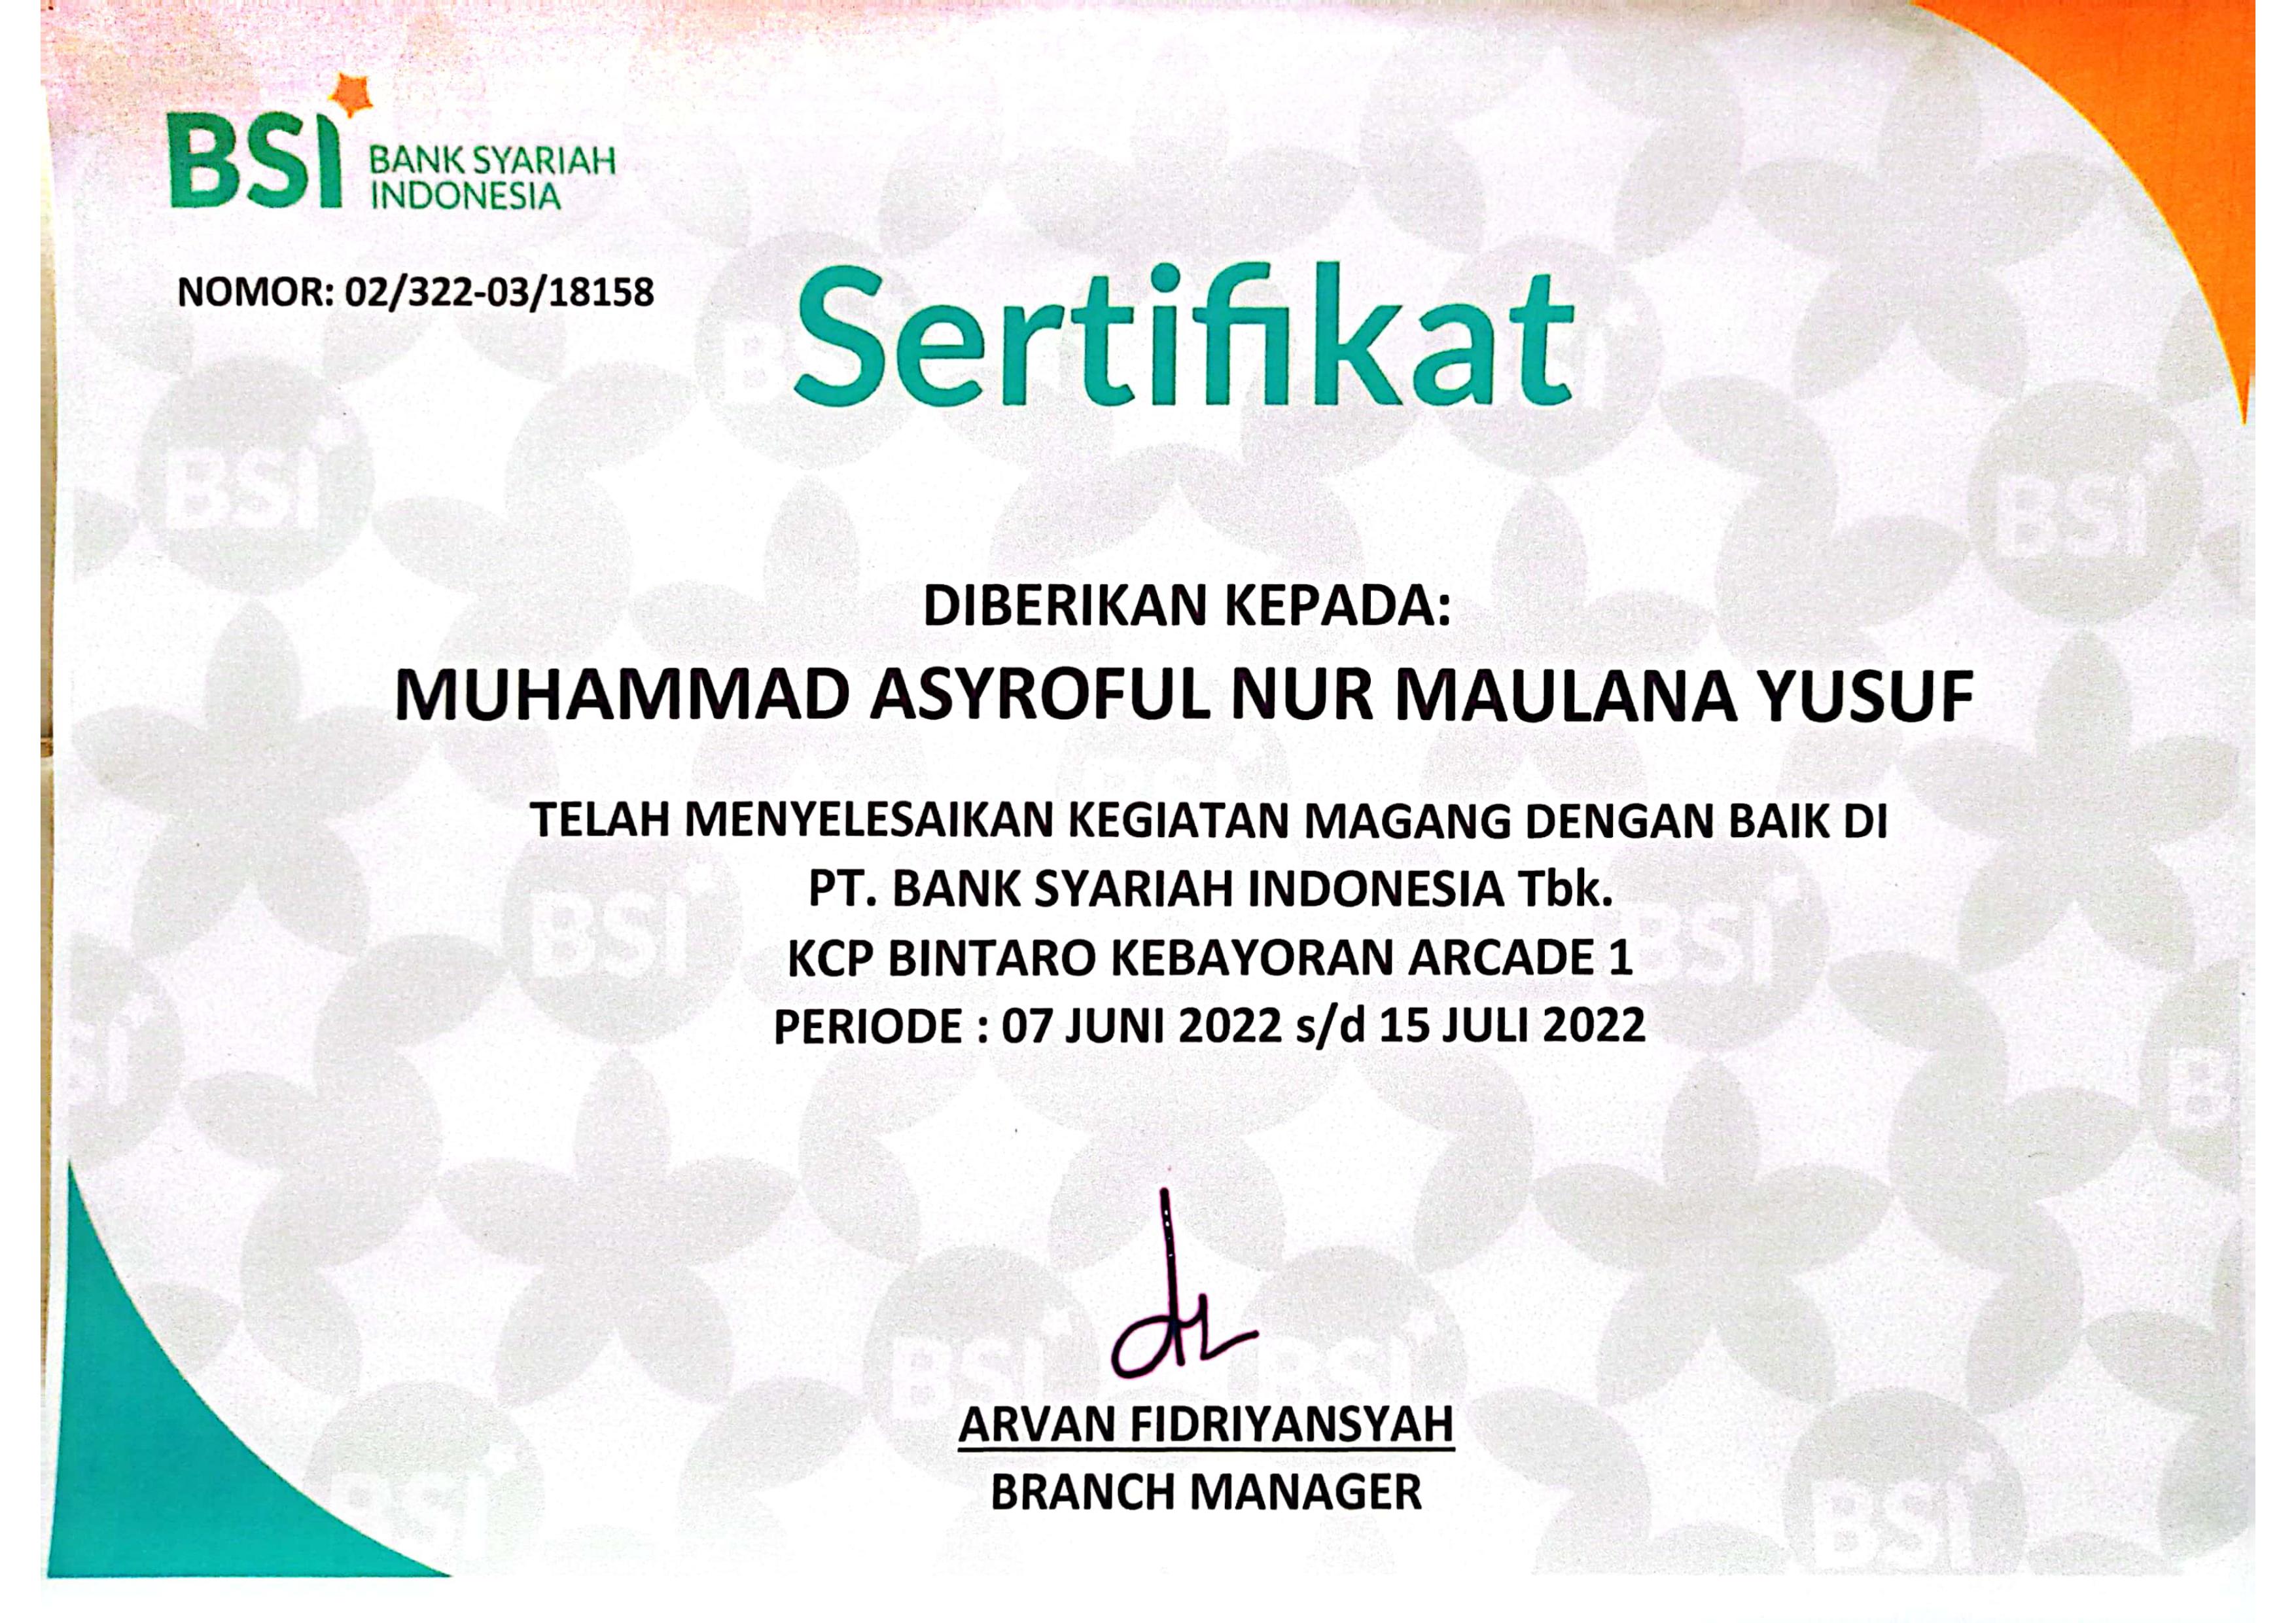 BSI BANK SYARIAH
INDONESIA
NOMOR: 02/322-03/18158
Sertifikat
DIBERIKAN KEPADA:
MUHAMMAD ASYROFUL NUR MAULANA YUSUF
TELAH MENYELESAIKAN KEGIATAN MAGANG DENGAN BAIK DI
PT. BANK SYARIAH INDONESIA Tbk.
KCP BINTARO KEBAYORAN ARCADE 1
PERIODE : 07 JUNI 2022 s/d 15 JULI 2022
ARVAN FIDRIYANSYAH
BRANCH MANAGER